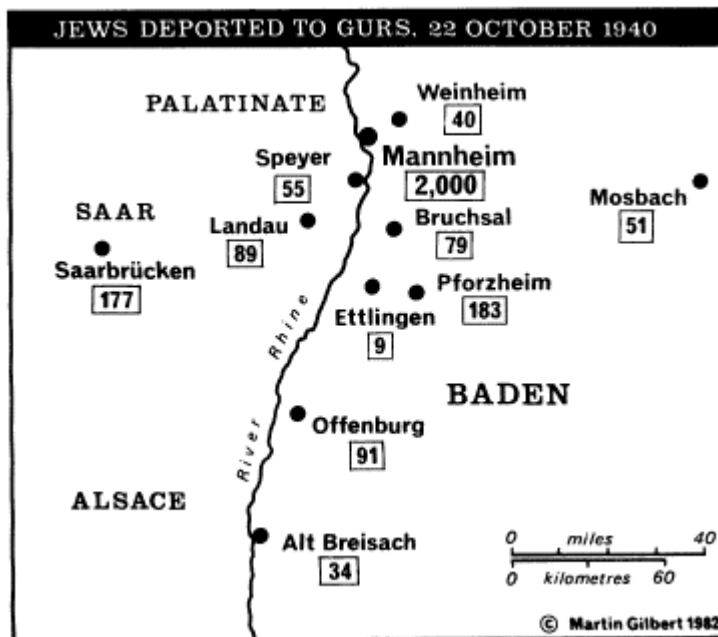 JEWS DEPORTED TO GURS, 22 OCTOBER 1940
PALATINATE
Weinheim
40
Mannheim
2,000
Speyer
55
Mosbach
51
SAAR
Landau
89
Bruchsal
79
Saarbrücken
177
Pforzheim
183
Ettlingen
9
River Rhine
BADEN
Offenburg
91
ALSACE
Alt Breisach
34
0 miles 40
0 kilometres 60
© Martin Gilbert 1982